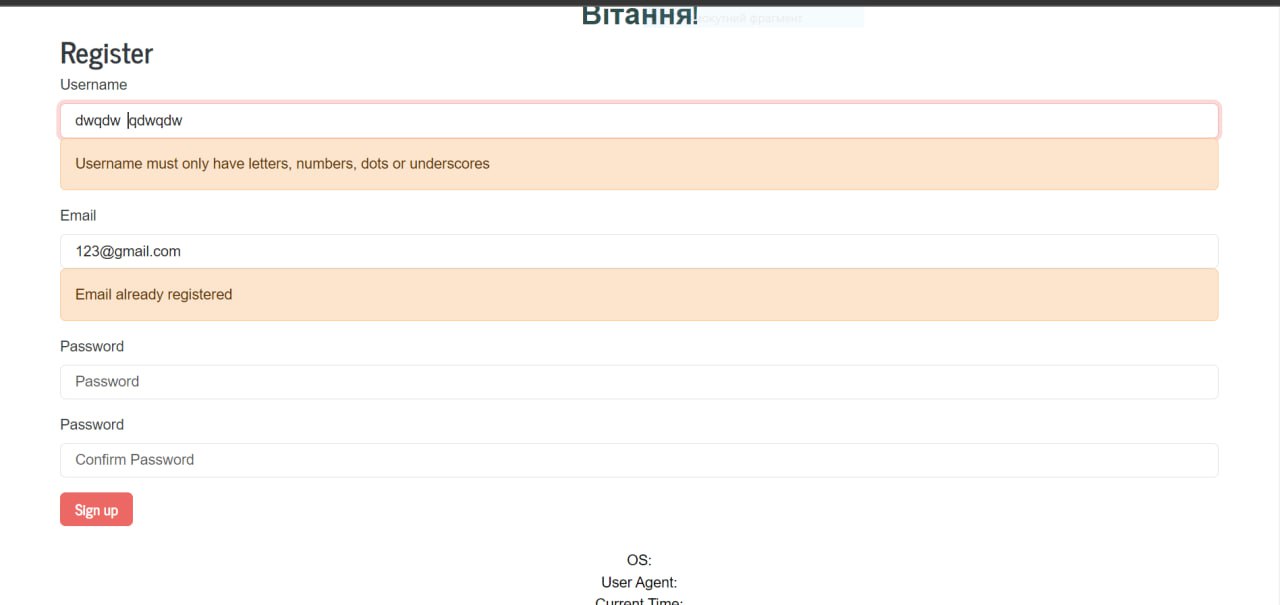 Вітання!
Register
Username
dwqdw qdwqdw
Username must only have letters, numbers, dots or underscores
Email
123@gmail.com
Email already registered
Password
Password
Password
Confirm Password
Sign up
OS:
User Agent:
Current Time: